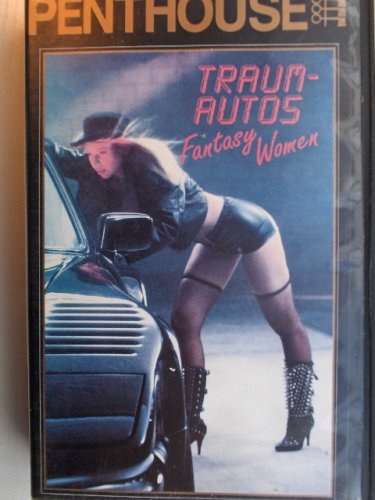 PENTHOUSE
TRAUM-
AUTOS
Fantasy Women